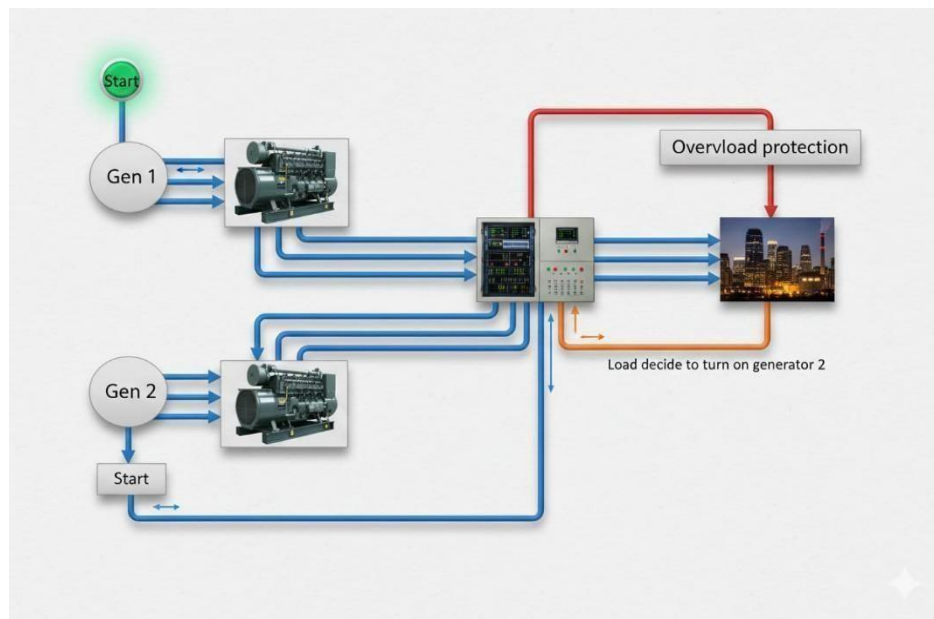 Start
Gen 1
Overvload protection
Load decide to turn on generator 2
Gen 2
Start